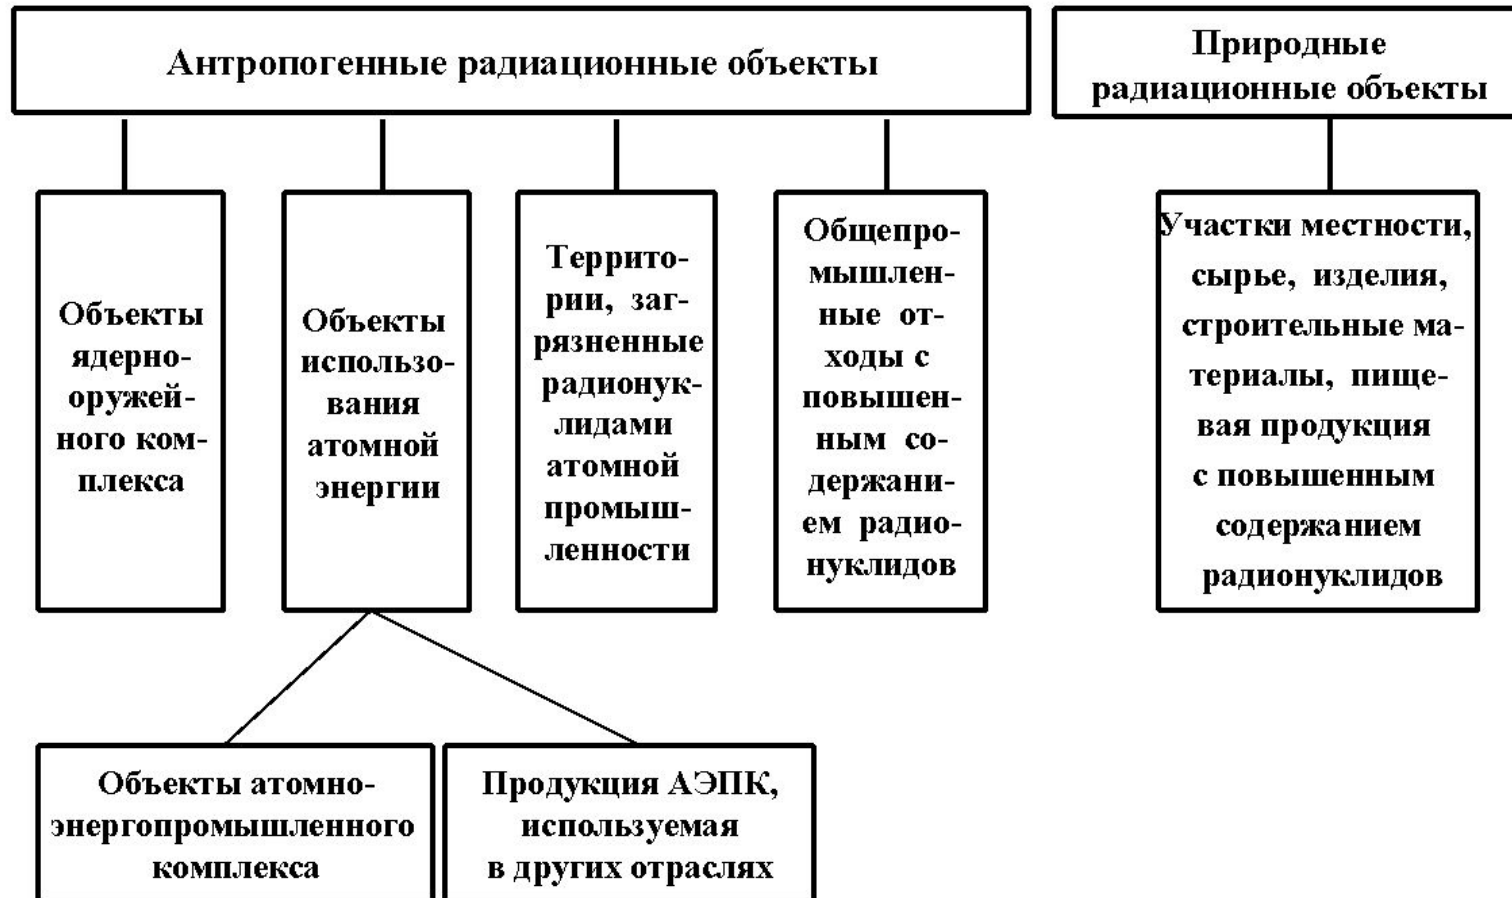 Антропогенные радиационные объекты
Природные
радиационные объекты
Объекты
ядерно-
оружей-
ного ком-
плекса
Объекты
использо-
вания
атомной
энергии
Террито-
рии, заг-
рязненные
радионук-
лидами
атомной
промыш-
ленности
Общепро-
мышлен-
ные от-
ходы с
повышен-
ным со-
держани-
ем радио-
нуклидов
Участки местности,
сырье, изделия,
строительные ма-
териалы, пище-
вая продукция
с повышенным
содержанием
радионуклидов
Объекты атомно-
энергопромышленного
комплекса
Продукция АЭПК,
используемая
в других отраслях